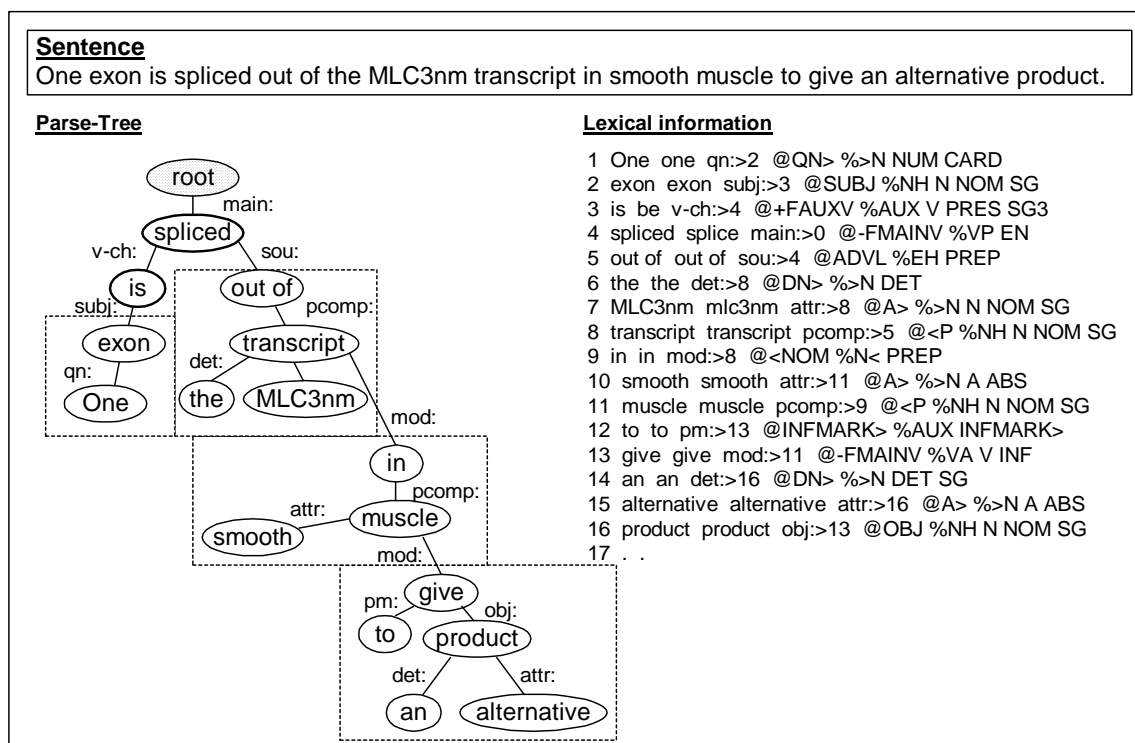 Sentence
One exon is spliced out of the MLC3nm transcript in smooth muscle to give an alternative product.
Parse-Tree
root
main:
spliced
v-ch:
sou:
is
out of
subj:
pcomp:
exon
transcript
qn:
det:
One
the
MLC3nm
mod:
in
pcomp:
attr:
muscle
smooth
mod:
give
pm:
obj:
to
product
det:
attr:
an
alternative
Lexical information
1 One one qn:>2 @QN> %>N NUM CARD
2 exon exon subj:>3 @SUBJ %NH N NOM SG
3 is be v-ch:>4 @+FAUXV %AUX V PRES SG3
4 spliced splice main:>0 @-FMAINV %VP EN
5 out of out of sou:>4 @ADVL %EH PREP
6 the the det:>8 @DN> %>N DET
7 MLC3nm mlc3nm attr:>8 @A> %>N N NOM SG
8 transcript transcript pcomp:>5 @<P %NH N NOM SG
9 in in mod:>8 @<NOM %N< PREP
10 smooth smooth attr:>11 @A> %>N A ABS
11 muscle muscle pcomp:>9 @<P %NH N NOM SG
12 to to pm:>13 @INFMARK> %AUX INFMARK>
13 give give mod:>11 @-FMAINV %VA V INF
14 an an det:>16 @DN> %>N DET SG
15 alternative alternative attr:>16 @A> %>N A ABS
16 product product obj:>13 @OBJ %NH N NOM SG
17 . .